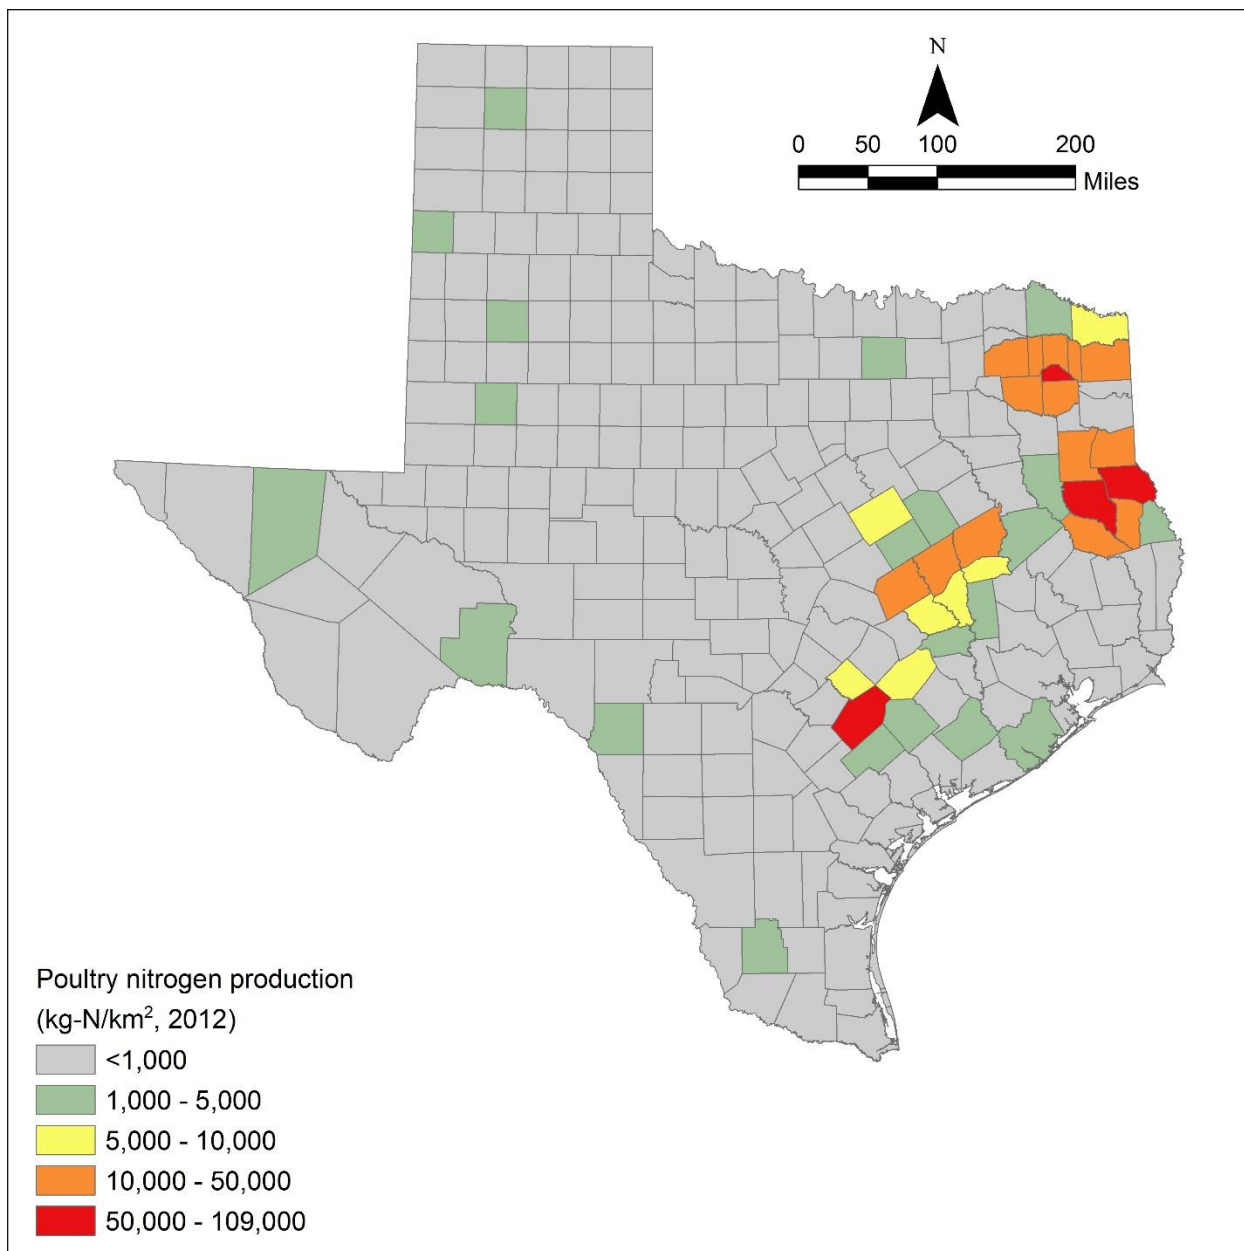 N
0 50 100 200
Miles
Poultry nitrogen production
(kg-N/km², 2012)
<1,000
1,000 - 5,000
5,000 - 10,000
10,000 - 50,000
50,000 - 109,000